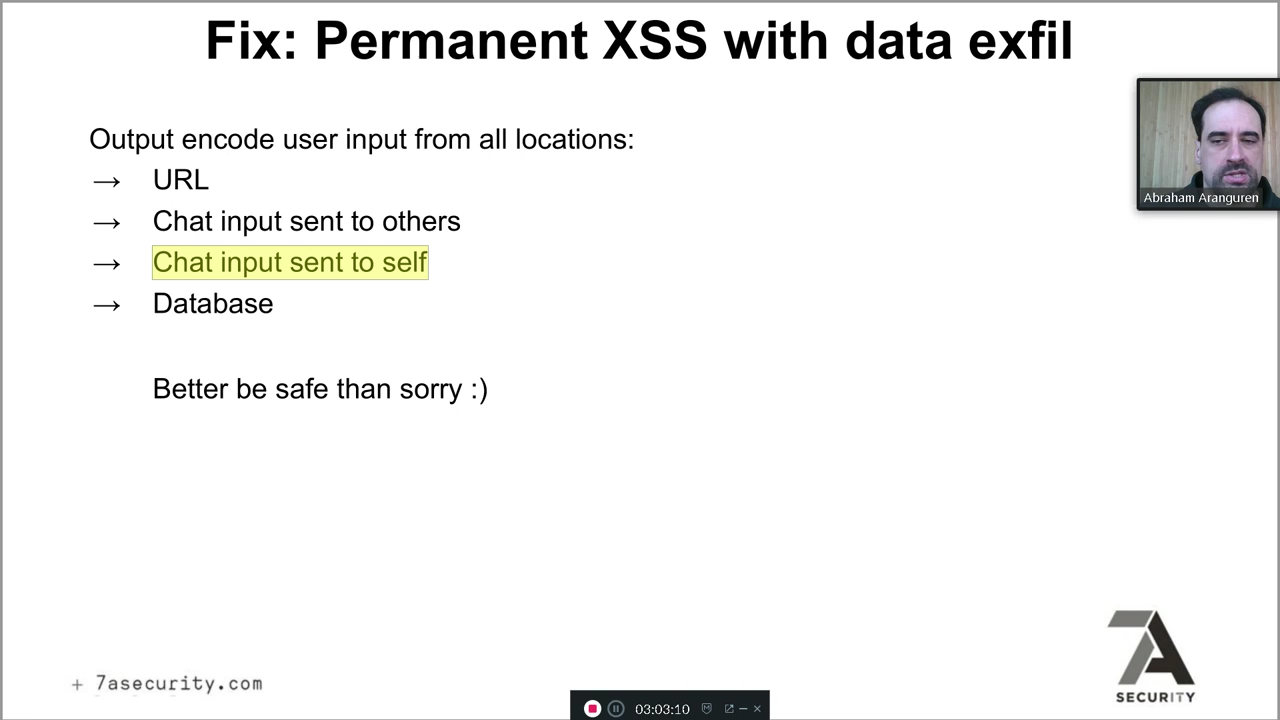 Fix: Permanent XSS with data exfil
Output encode user input from all locations:
→ URL
→ Chat input sent to others
→ Chat input sent to self
→ Database
Better be safe than sorry :)
Abraham Aranguren
+ 7asecurity.com
03:03:10
7A
SECURITY